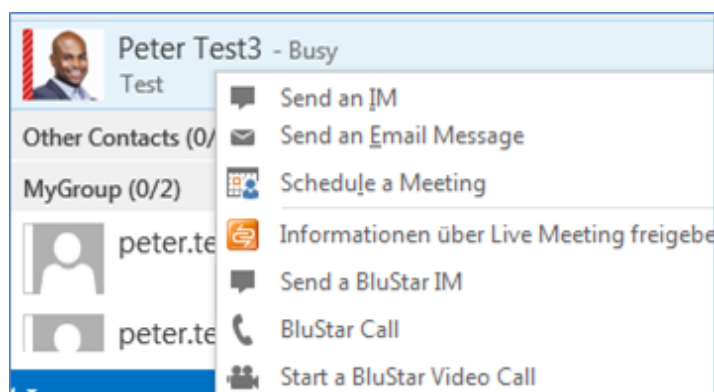 Peter Test3 - Busy
Test
Send an IM
Other Contacts (0/
Send an Email Message
MyGroup (0/2)
Schedule a Meeting
peter.te
Informationen über Live Meeting freigebe
Send a BluStar IM
peter.te
BluStar Call
Start a BluStar Video Call